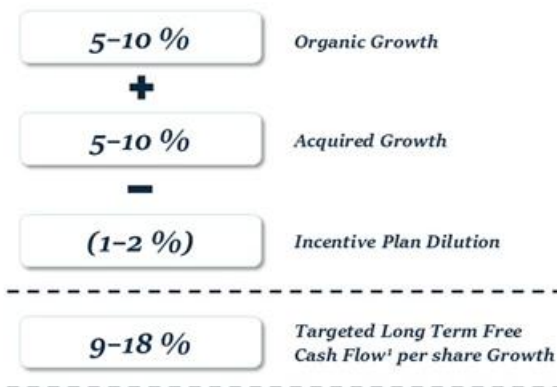 5–10 %
Organic Growth
+
5–10 %
Acquired Growth
–
(1–2 %)
Incentive Plan Dilution
9–18 %
Targeted Long Term Free
Cash Flow¹ per share Growth